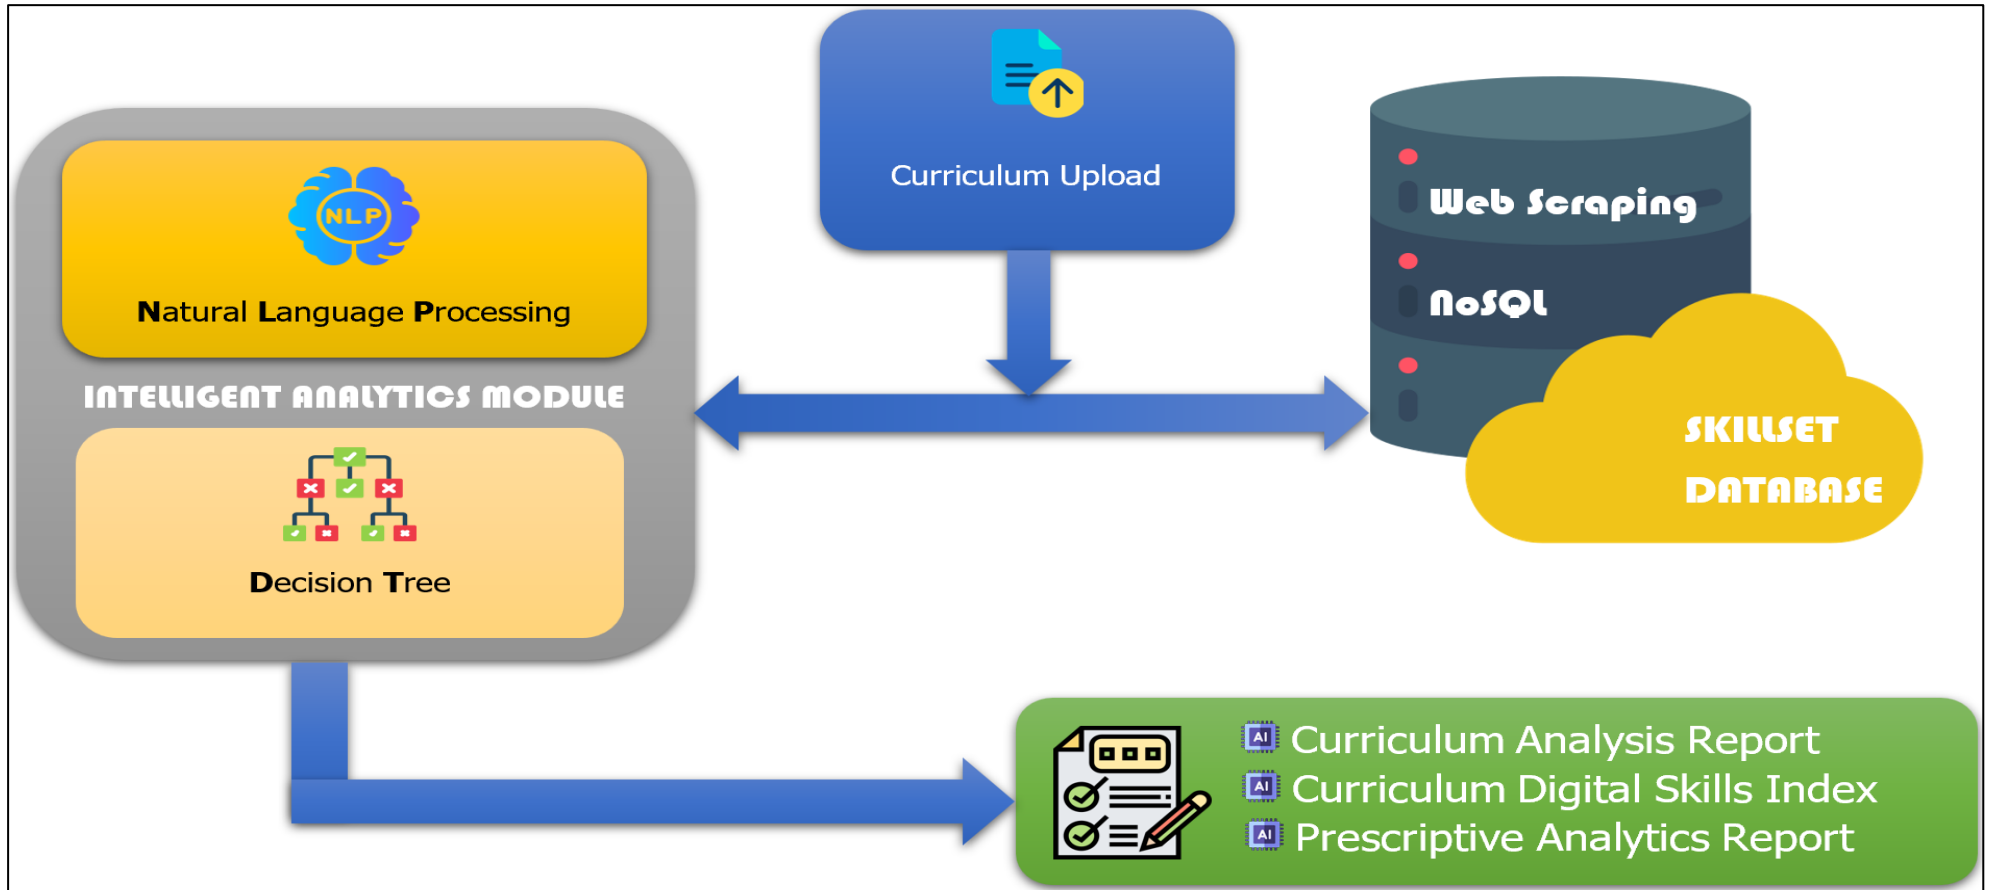 Curriculum Upload
NLP
Natural Language Processing
INTELLIGENT ANALYTICS MODULE
Decision Tree
Web Scraping
NoSQL
SKILLSET
DATABASE
AI Curriculum Analysis Report
AI Curriculum Digital Skills Index
AI Prescriptive Analytics Report